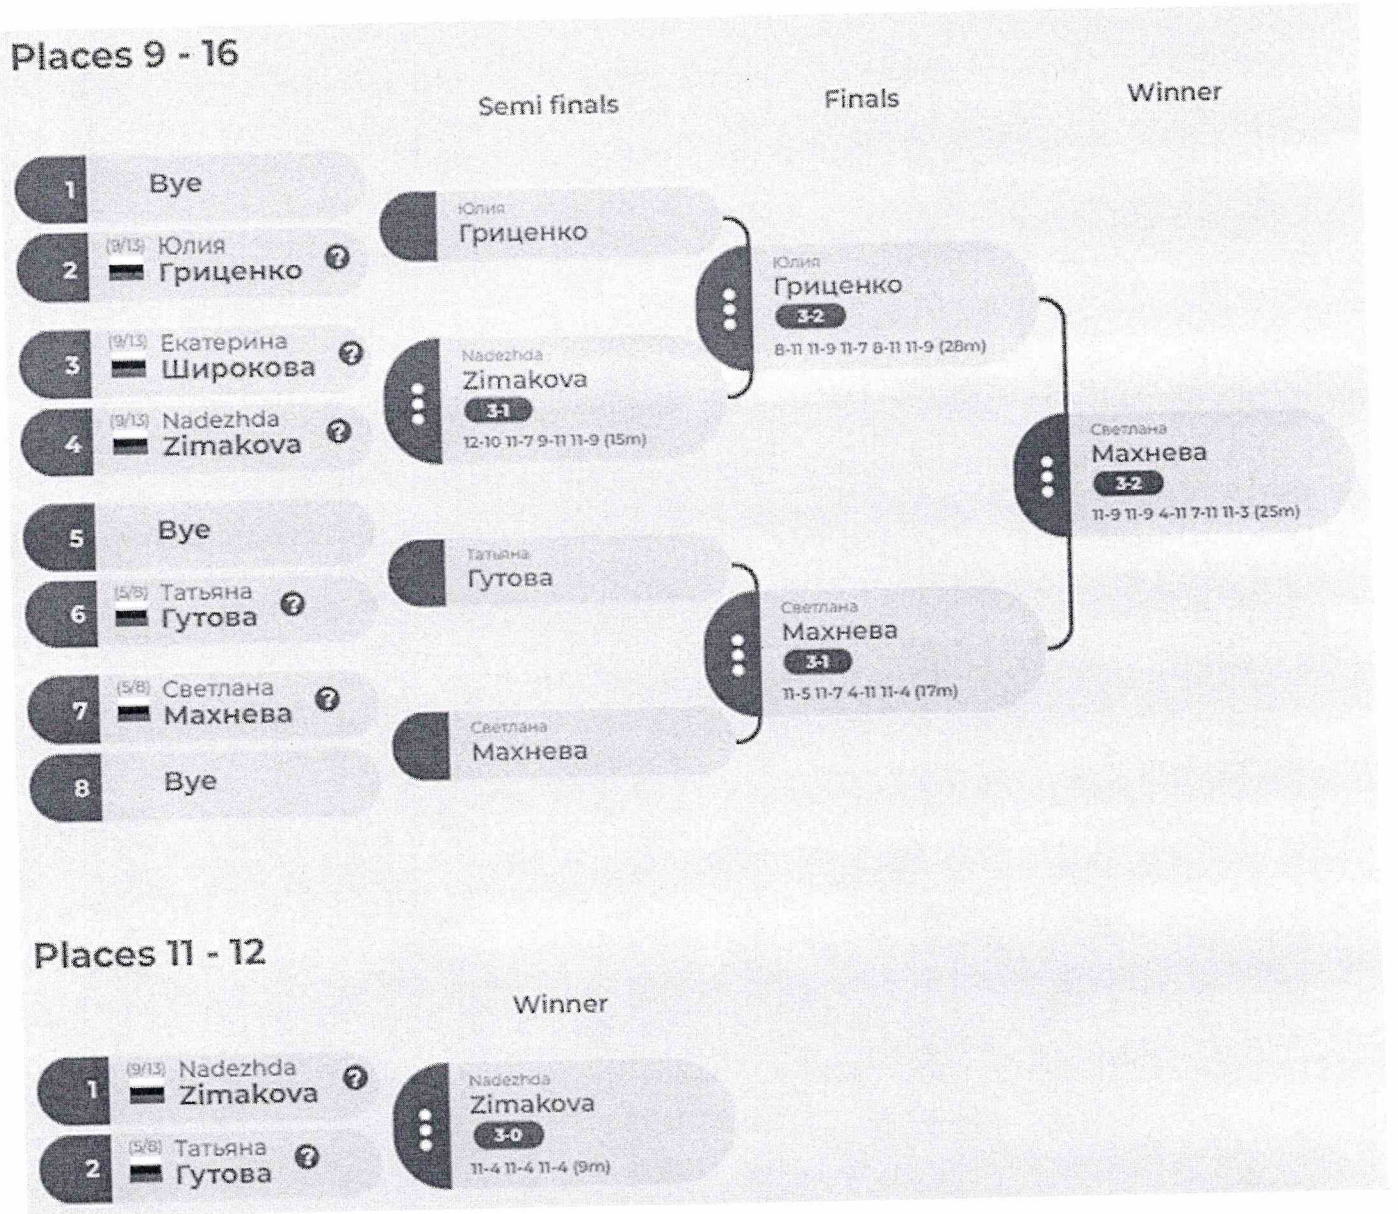 Places 9 - 16
Semi finals
Finals
Winner
1 Bye
2 (9/13) Юлия
Гриценко ?
3 (9/13) Екатерина
Широкова ?
4 (9/13) Nadezhda
Zimakova ?
5 Bye
6 (5/8) Татьяна
Гутова ?
7 (5/8) Светлана
Махнева ?
8 Bye
Юлия
Гриценко
Nadezhda
Zimakova
3-1
12-10 11-7 9-11 11-9 (15m)
Татьяна
Гутова
Светлана
Махнева
Юлия
Гриценко
3-2
8-11 11-9 11-7 8-11 11-9 (28m)
Светлана
Махнева
3-1
11-5 11-7 4-11 11-4 (17m)
Светлана
Махнева
3-2
11-9 11-9 4-11 7-11 11-3 (25m)
Places 11 - 12
Winner
1 (9/13) Nadezhda
Zimakova ?
2 (5/8) Татьяна
Гутова ?
Nadezhda
Zimakova
3-0
11-4 11-4 11-4 (9m)